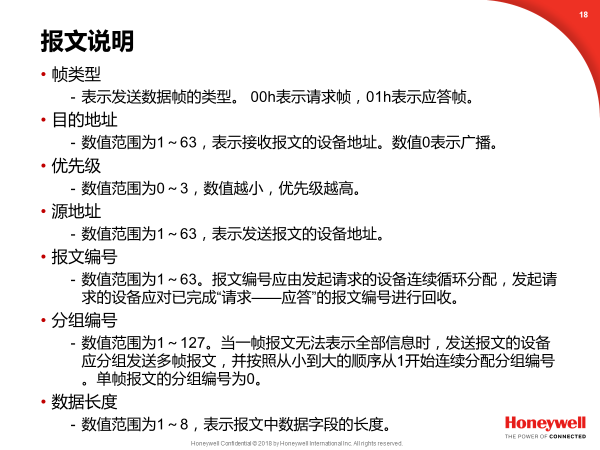 18
报文说明
• 帧类型
- 表示发送数据帧的类型。 00h表示请求帧，01h表示应答帧。
• 目的地址
- 数值范围为1～63，表示接收报文的设备地址。数值0表示广播。
• 优先级
- 数值范围为0～3，数值越小，优先级越高。
• 源地址
- 数值范围为1～63，表示发送报文的设备地址。
• 报文编号
- 数值范围为1～63。报文编号应由发起请求的设备连续循环分配，发起请
求的设备应对已完成“请求——应答”的报文编号进行回收。
• 分组编号
- 数值范围为1～127。当一帧报文无法表示全部信息时，发送报文的设备
应分组发送多帧报文，并按照从小到大的顺序从1开始连续分配分组编号
。单帧报文的分组编号为0。
• 数据长度
- 数值范围为1～8，表示报文中数据字段的长度。
Honeywell Confidential © 2018 by Honeywell International Inc. All rights reserved.
Honeywell
THE POWER OF CONNECTED